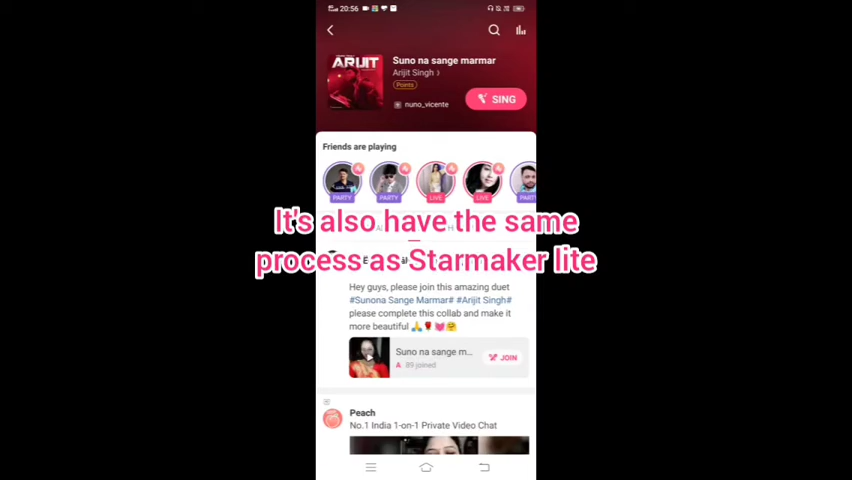 20:56
Suno na sange marmar
ARIJIT
Arijit Singh
Points
nuno_vicente
SING
Friends are playing
PARTY PARTY LIVE LIVE PART
It's also have the same
process as Starmaker lite
Hey guys, please join this amazing duet
#Sunona Sange Marmar# #Arijit Singh#
please complete this collab and make it
more beautiful 🙏🌹💓🤗
Suno na sange m...
JOIN
A 89 joined
Peach
No.1 India 1-on-1 Private Video Chat